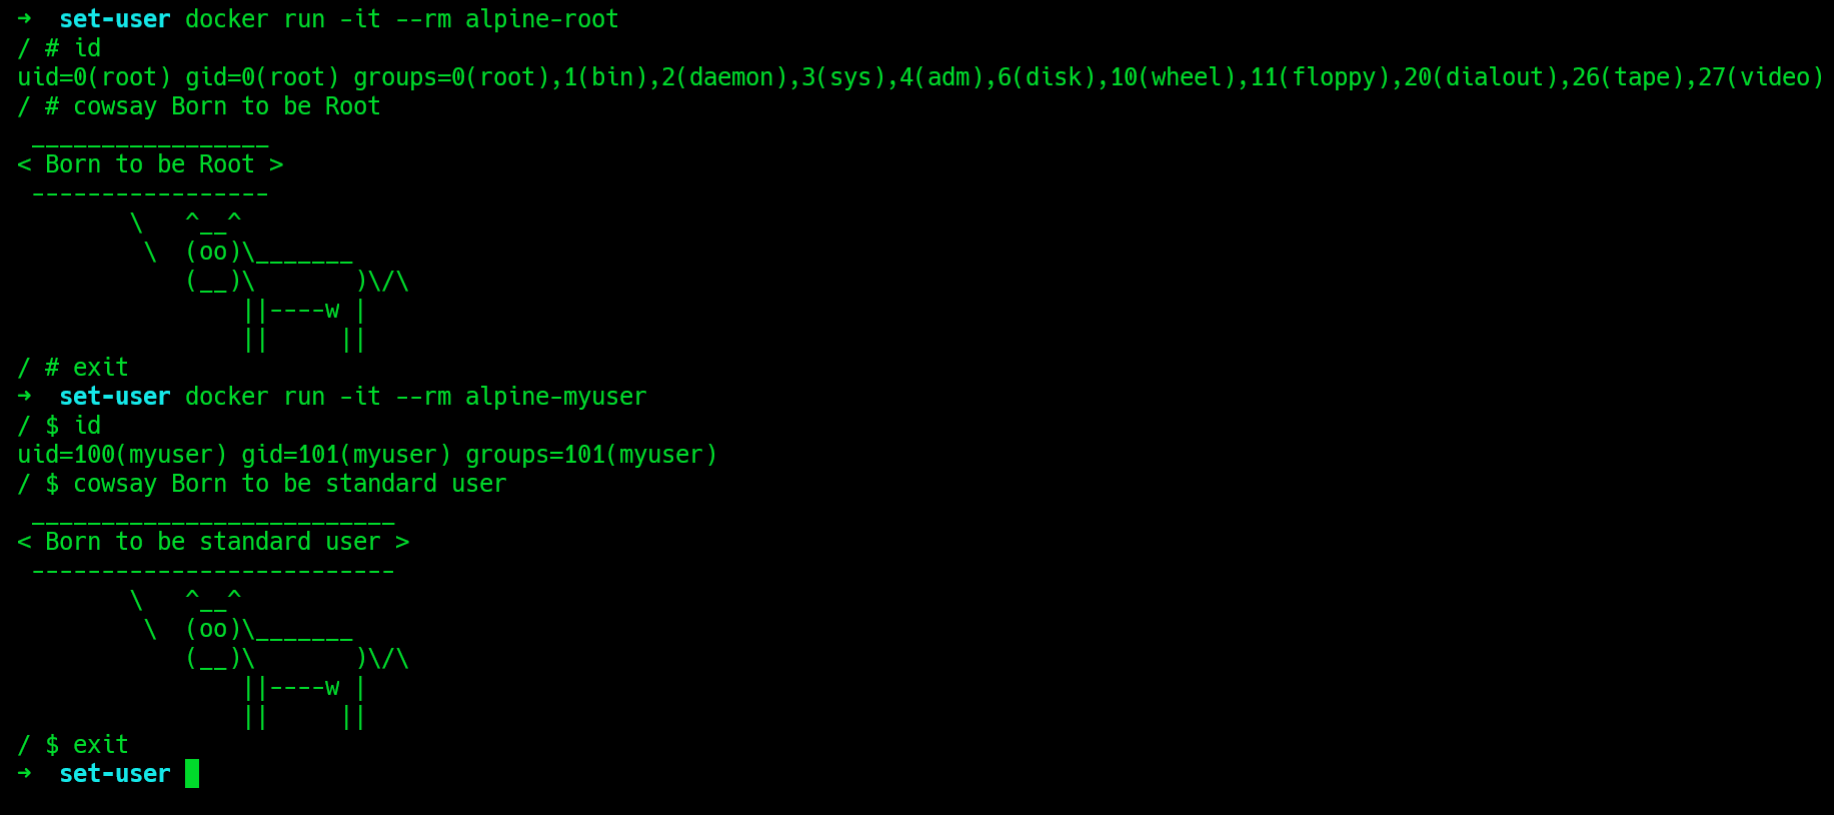 ➜  set-user docker run -it --rm alpine-root
/ # id
uid=0(root) gid=0(root) groups=0(root),1(bin),2(daemon),3(sys),4(adm),6(disk),10(wheel),11(floppy),20(dialout),26(tape),27(video)
/ # cowsay Born to be Root
 _________________
< Born to be Root >
 -----------------
        \   ^__^
         \  (oo)\_______
            (__)\       )\/\
                ||----w |
                ||     ||
/ # exit
➜  set-user docker run -it --rm alpine-myuser
/ $ id
uid=100(myuser) gid=101(myuser) groups=101(myuser)
/ $ cowsay Born to be standard user
 __________________________
< Born to be standard user >
 --------------------------
        \   ^__^
         \  (oo)\_______
            (__)\       )\/\
                ||----w |
                ||     ||
/ $ exit
➜  set-user